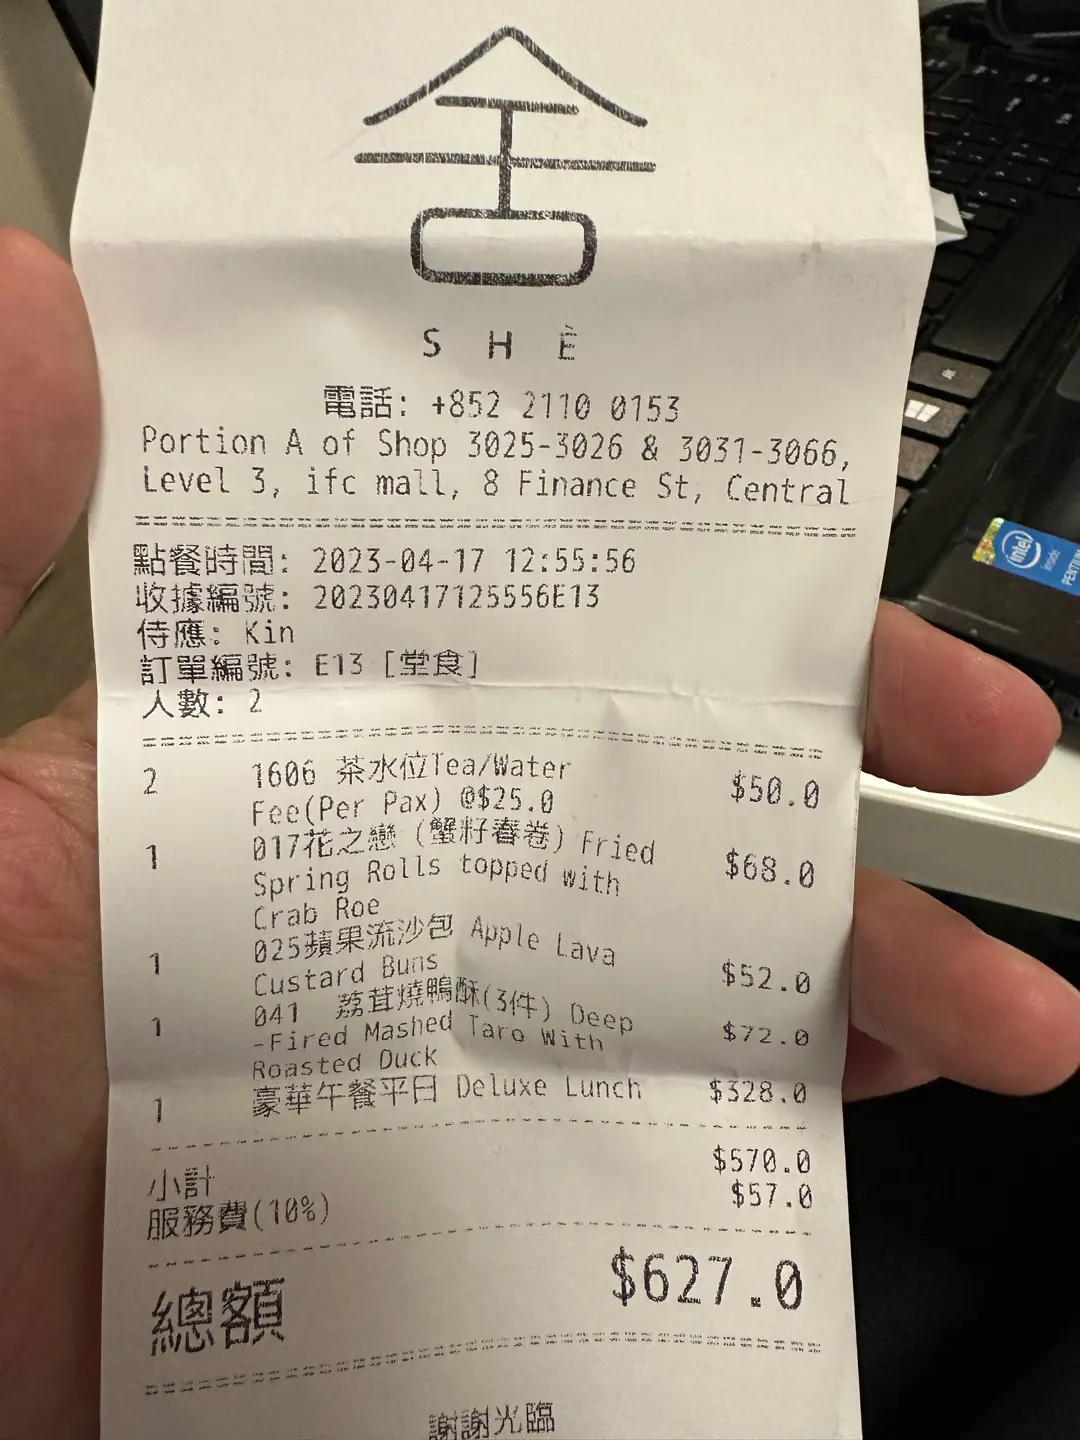 舍
SHÈ
電話: +852 2110 0153
Portion A of Shop 3025-3026 & 3031-3066,
Level 3, ifc mall, 8 Finance St, Central
點餐時間: 2023-04-17 12:55:56
收據編號: 20230417125556E13
侍應: Kin
訂單編號: E13 [堂食]
人數: 2
2 1606 茶水位Tea/Water $50.0
Fee(Per Pax) @$25.0
1 017花之戀 (蟹籽春卷) Fried $68.0
Spring Rolls topped with
Crab Roe
1 025蘋果流沙包 Apple Lava $52.0
Custard Buns
1 041 荔茸燒鴨酥(3件) Deep $72.0
-Fired Mashed Taro With
Roasted Duck
1 豪華午餐平日 Deluxe Lunch $328.0
小計 $570.0
服務費(10%) $57.0
總額 $627.0
謝謝光臨
intel
inside